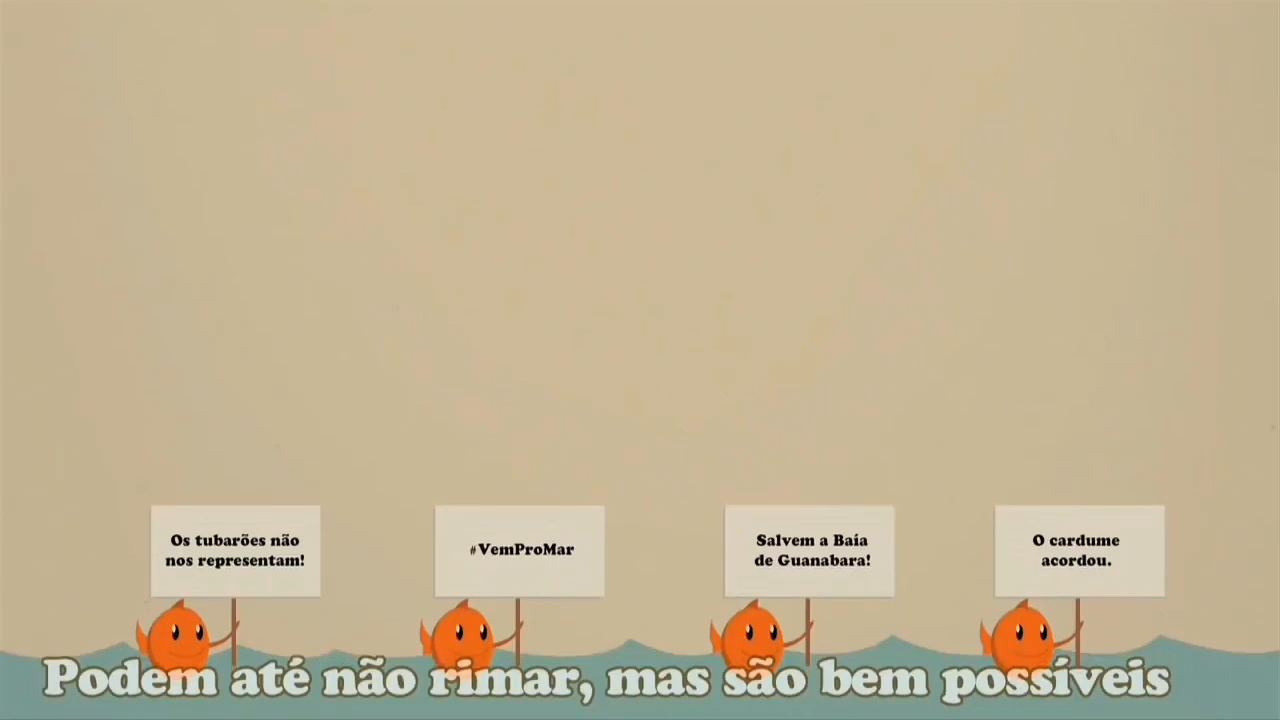 Os tubarões não
nos representam!
#VemProMar
Salvem a Baía
de Guanabara!
O cardume
acordou.
Podem até não rimar, mas são bem possíveis